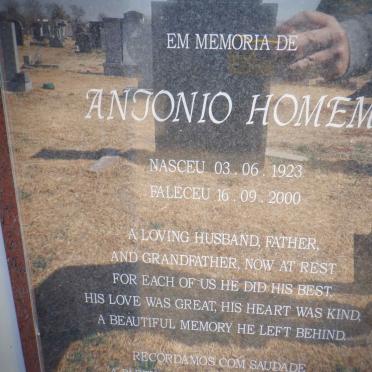 EM MEMORIA DE
ANTONIO HOMEM
NASCEU 03.06.1923
FALECEU 16.09.2000
A LOVING HUSBAND, FATHER,
AND GRANDFATHER, NOW AT REST
FOR EACH OF US HE DID HIS BEST.
HIS LOVE WAS GREAT, HIS HEART WAS KIND,
A BEAUTIFUL MEMORY HE LEFT BEHIND.
RECORDAMOS COM SAUDADE